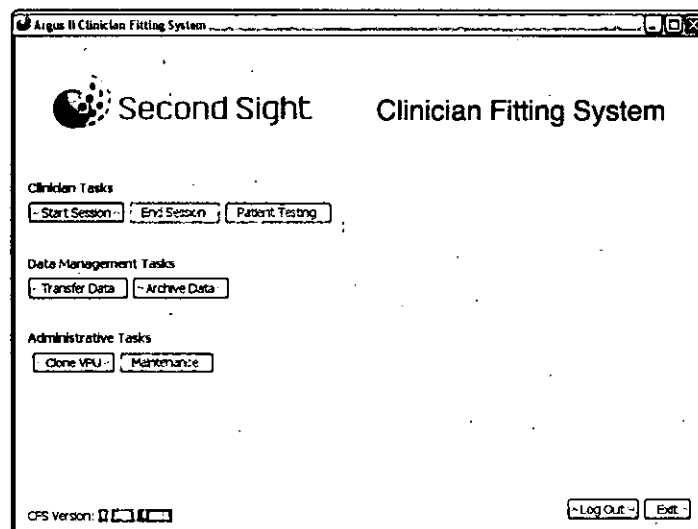 Argus II Clinician Fitting System
Second Sight Clinician Fitting System
Clinician Tasks
Start Session End Session Patient Testing
Data Management Tasks
Transfer Data Archive Data
Administrative Tasks
Clone VPU Maintenance
CFS Version:
Log Out Exit